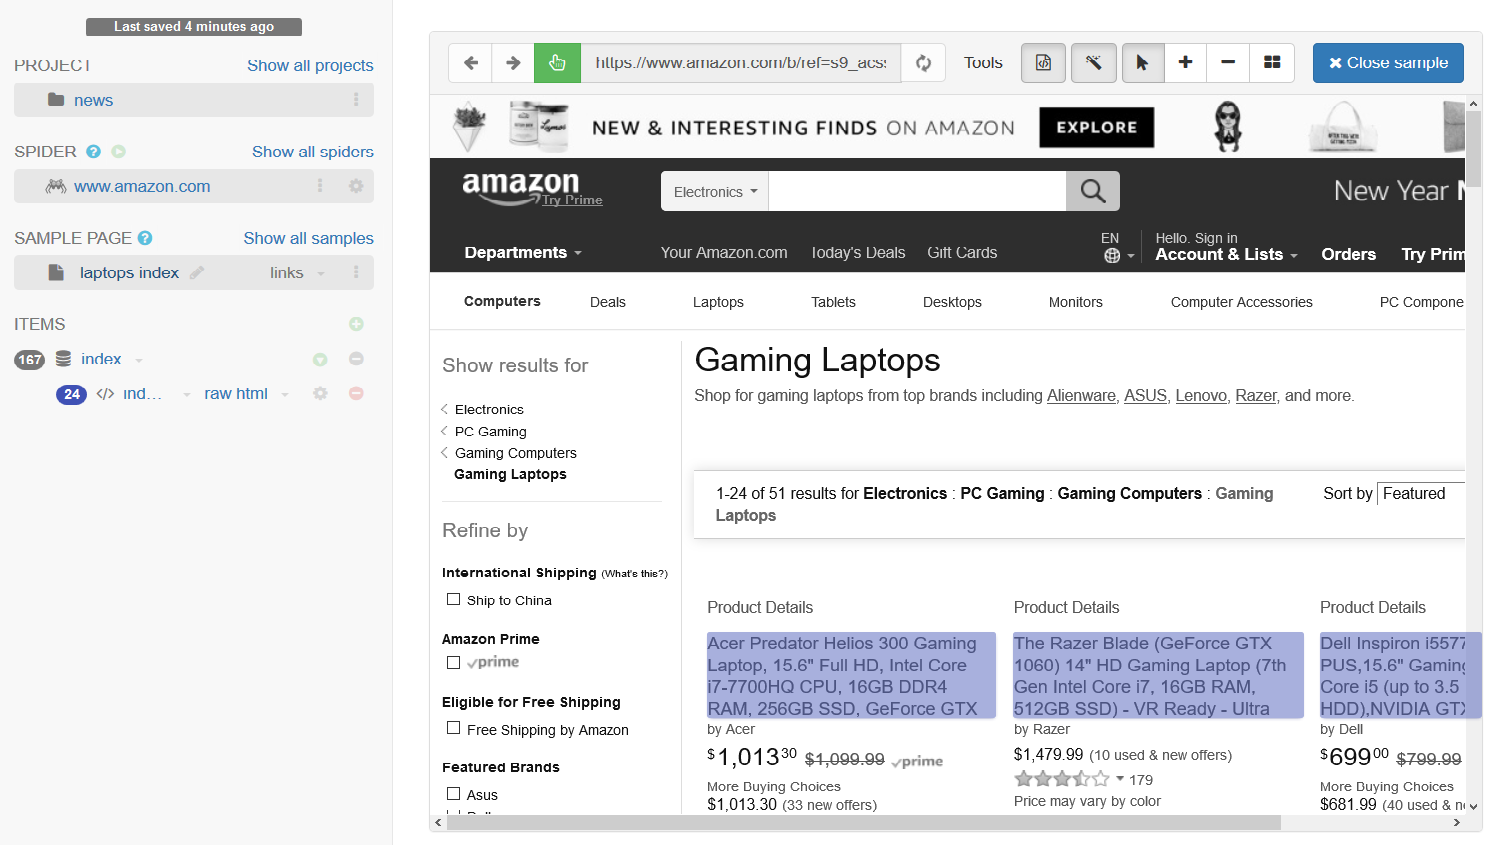 Last saved 4 minutes ago
PROJECT Show all projects
news
SPIDER ? Show all spiders
www.amazon.com
SAMPLE PAGE ? Show all samples
laptops index links
ITEMS
167 index
24 </> ind... raw html
https://www.amazon.com/b/ref=s9_acs Tools Close sample
NEW & INTERESTING FINDS ON AMAZON EXPLORE
amazon
Try Prime
Electronics
New Year
Departments Your Amazon.com Today's Deals Gift Cards
EN
Hello. Sign in
Account & Lists Orders Try Prim
Computers Deals Laptops Tablets Desktops Monitors Computer Accessories PC Compone
Show results for
Electronics
PC Gaming
Gaming Computers
Gaming Laptops
Refine by
International Shipping (What's this?)
Ship to China
Amazon Prime
prime
Eligible for Free Shipping
Free Shipping by Amazon
Featured Brands
Asus
Gaming Laptops
Shop for gaming laptops from top brands including Alienware, ASUS, Lenovo, Razer, and more.
1-24 of 51 results for Electronics : PC Gaming : Gaming Computers : Gaming
Laptops
Sort by Featured
Product Details
Acer Predator Helios 300 Gaming
Laptop, 15.6" Full HD, Intel Core
i7-7700HQ CPU, 16GB DDR4
RAM, 256GB SSD, GeForce GTX
by Acer
$1,013 30 $1,099.99 prime
More Buying Choices
$1,013.30 (33 new offers)
Product Details
The Razer Blade (GeForce GTX
1060) 14" HD Gaming Laptop (7th
Gen Intel Core i7, 16GB RAM,
512GB SSD) - VR Ready - Ultra
by Razer
$1,479.99 (10 used & new offers)
179
Price may vary by color
Product Details
Dell Inspiron i5577
PUS,15.6" Gaming
Core i5 (up to 3.5
HDD),NVIDIA GTX
by Dell
$699 00 $799.99
More Buying Choices
$681.99 (40 used & ne